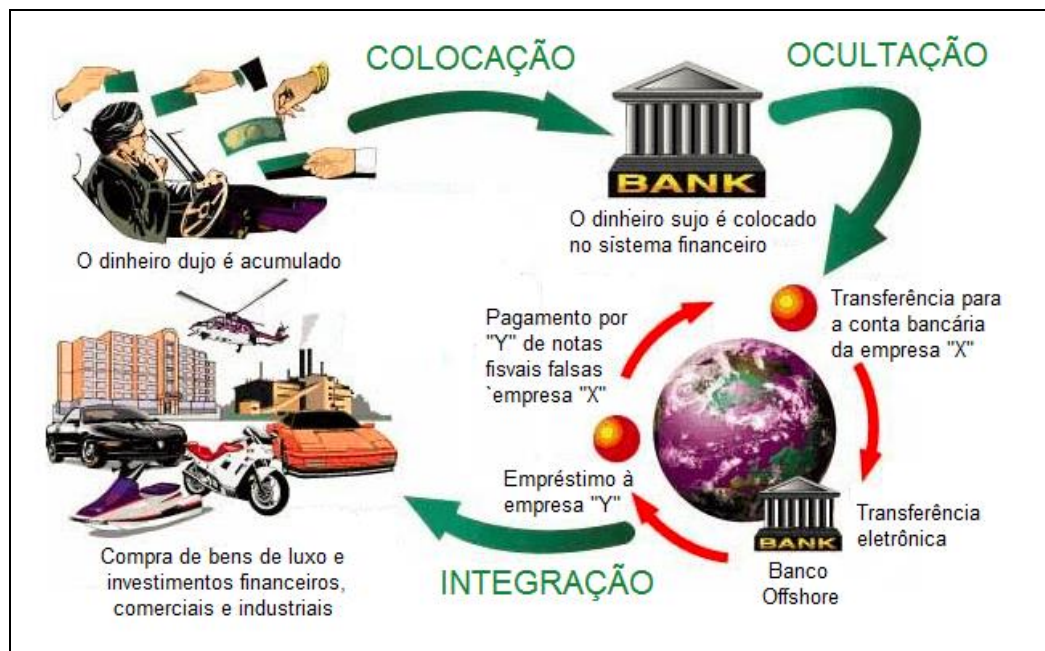 COLOCAÇÃO
OCULTAÇÃO
BANK
O dinheiro dujo é acumulado
O dinheiro sujo é colocado
no sistema financeiro
Transferência para
a conta bancária
da empresa "X"
Pagamento por
"Y" de notas
fisvais falsas
`empresa "X"
Empréstimo à
empresa "Y"
Transferência
eletrônica
BANK
Banco
Offshore
INTEGRAÇÃO
Compra de bens de luxo e
investimentos financeiros,
comerciais e industriais